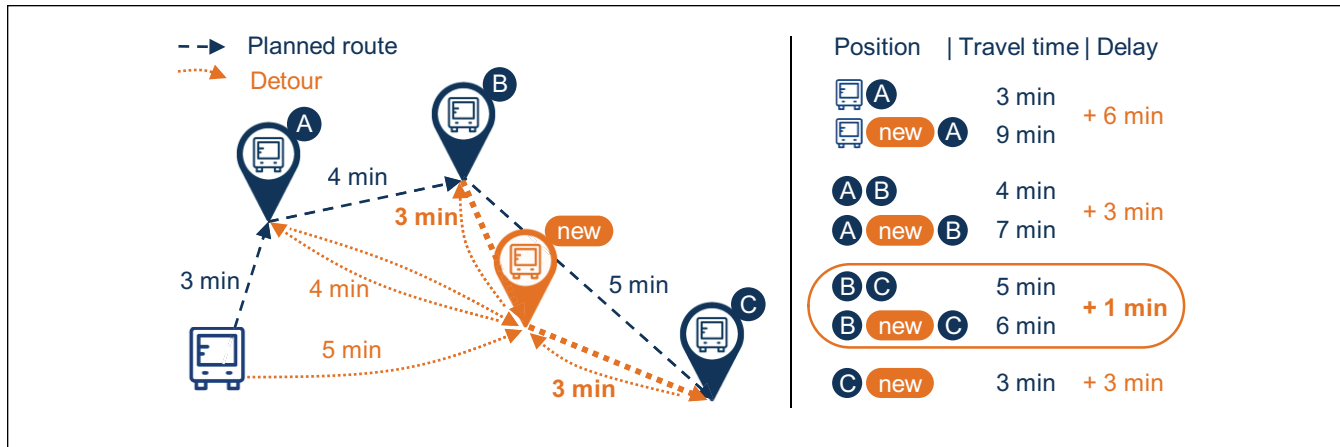 Planned route
Detour
B
A
4 min
3 min
new
3 min
4 min
5 min
C
5 min
3 min
Position | Travel time | Delay
A 3 min
+ 6 min
new A 9 min
A B 4 min
+ 3 min
A new B 7 min
B C 5 min
+ 1 min
B new C 6 min
C new 3 min + 3 min